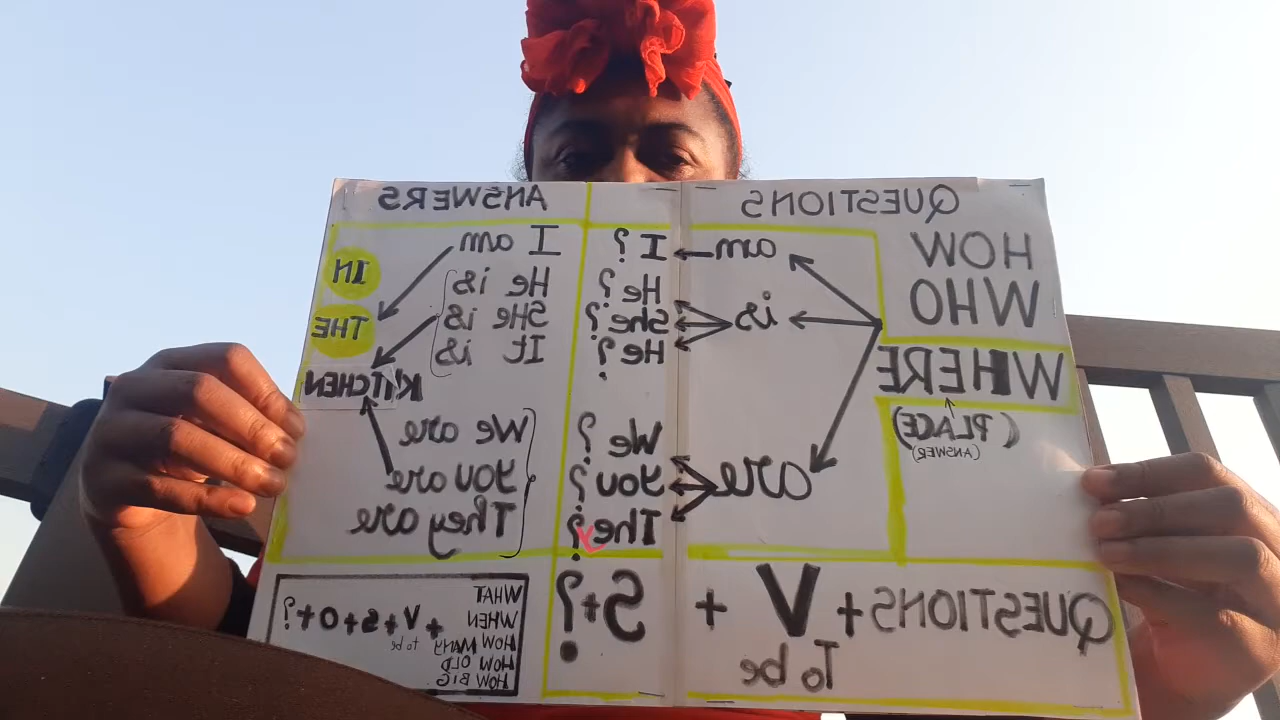 QUESTIONS
ANSWERS
HOW
WHO
WHERE
(PLACE)
(ANSWER)
am
is
are
I?
He?
She?
He?
We?
You?
They?
I am
He is
SHe is
It is
We are
You are
They are
IN
THE
KITCHEN
QUESTIONS + V + S+?
To be
WHAT
WHEN
HOW MANY
HOW OLD
HOW BIG
+ V+S+O+?
to be